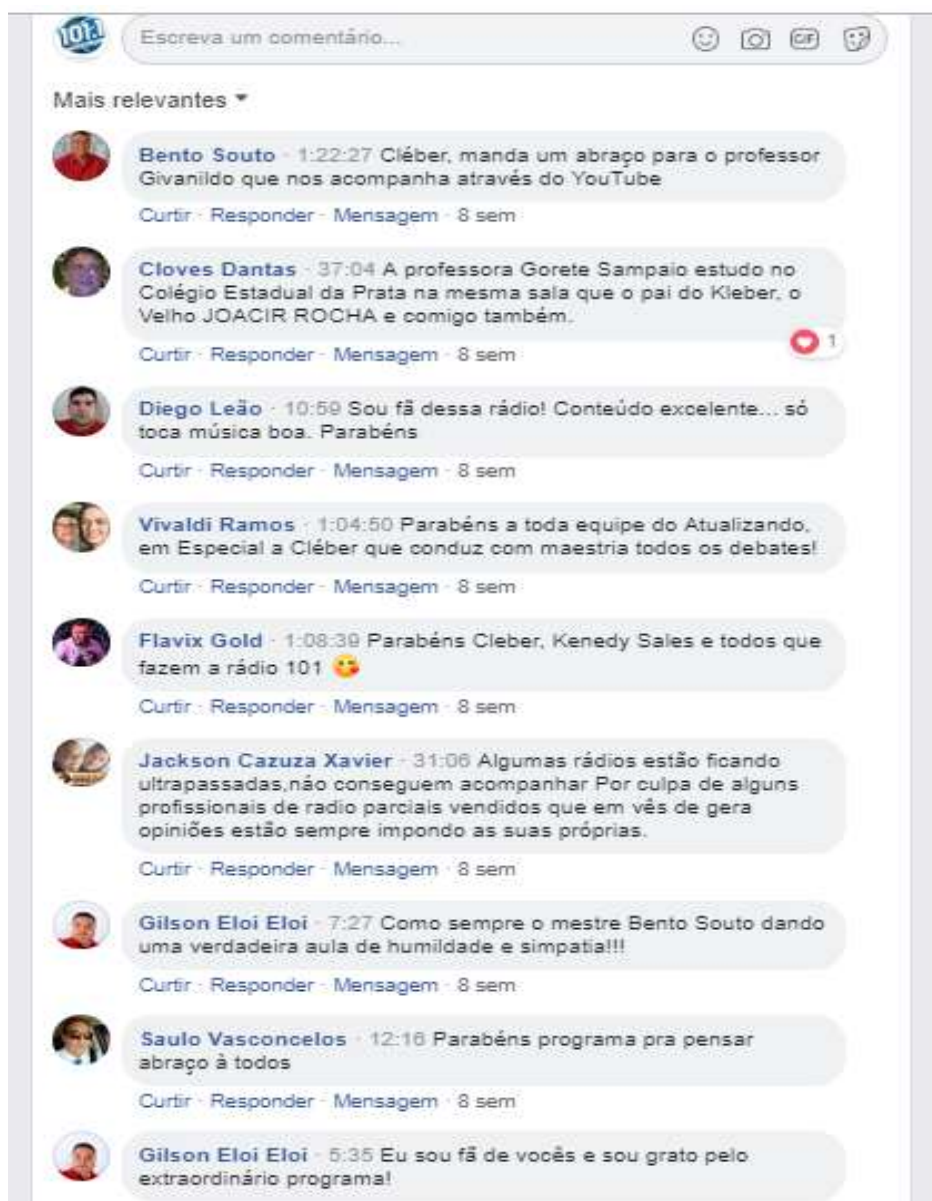 101.1
Escreva um comentário...
GIF
Mais relevantes
Bento Souto · 1:22:27 Cléber, manda um abraço para o professor
Givanildo que nos acompanha através do YouTube
Curtir · Responder · Mensagem · 8 sem
Cloves Dantas · 37:04 A professora Gorete Sampaio estudo no
Colégio Estadual da Prata na mesma sala que o pai do Kleber, o
Velho JOACIR ROCHA e comigo também.
1
Curtir · Responder · Mensagem · 8 sem
Diego Leão · 10:59 Sou fã dessa rádio! Conteúdo excelente... só
toca música boa. Parabéns
Curtir · Responder · Mensagem · 8 sem
Vivaldi Ramos · 1:04:50 Parabéns a toda equipe do Atualizando,
em Especial a Cléber que conduz com maestria todos os debates!
Curtir · Responder · Mensagem · 8 sem
Flavix Gold · 1:08:39 Parabéns Cleber, Kenedy Sales e todos que
fazem a rádio 101
Curtir · Responder · Mensagem · 8 sem
Jackson Cazuza Xavier · 31:06 Algumas rádios estão ficando
ultrapassadas,não conseguem acompanhar Por culpa de alguns
profissionais de radio parciais vendidos que em vês de gera
opiniões estão sempre impondo as suas próprias.
Curtir · Responder · Mensagem · 8 sem
Gilson Eloi Eloi · 7:27 Como sempre o mestre Bento Souto dando
uma verdadeira aula de humildade e simpatia!!!
Curtir · Responder · Mensagem · 8 sem
Saulo Vasconcelos · 12:16 Parabéns programa pra pensar
abraço à todos
Curtir · Responder · Mensagem · 8 sem
Gilson Eloi Eloi · 5:35 Eu sou fã de vocês e sou grato pelo
extraordinário programa!